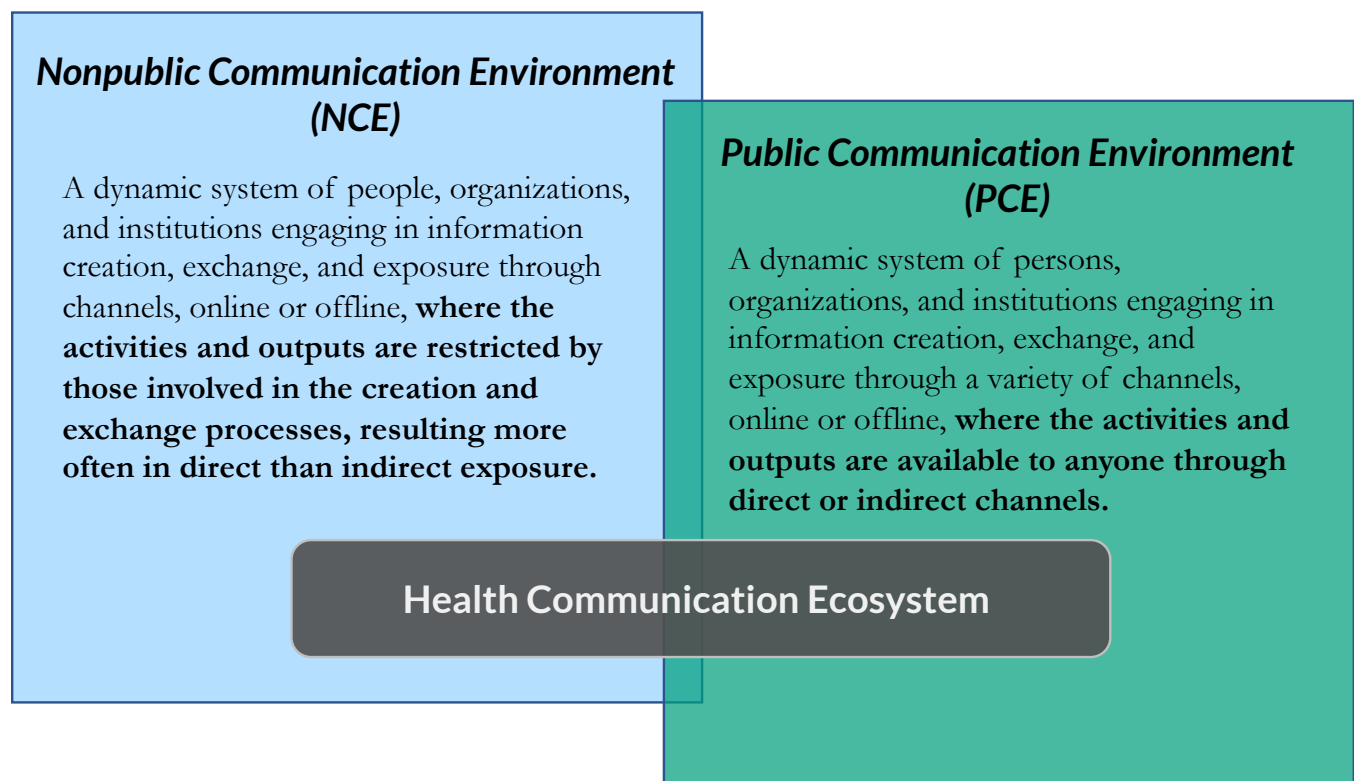 Nonpublic Communication Environment
(NCE)
A dynamic system of people, organizations,
and institutions engaging in information
creation, exchange, and exposure through
channels, online or offline, where the
activities and outputs are restricted by
those involved in the creation and
exchange processes, resulting more
often in direct than indirect exposure.
Public Communication Environment
(PCE)
A dynamic system of persons,
organizations, and institutions engaging in
information creation, exchange, and
exposure through a variety of channels,
online or offline, where the activities and
outputs are available to anyone through
direct or indirect channels.
Health Communication Ecosystem